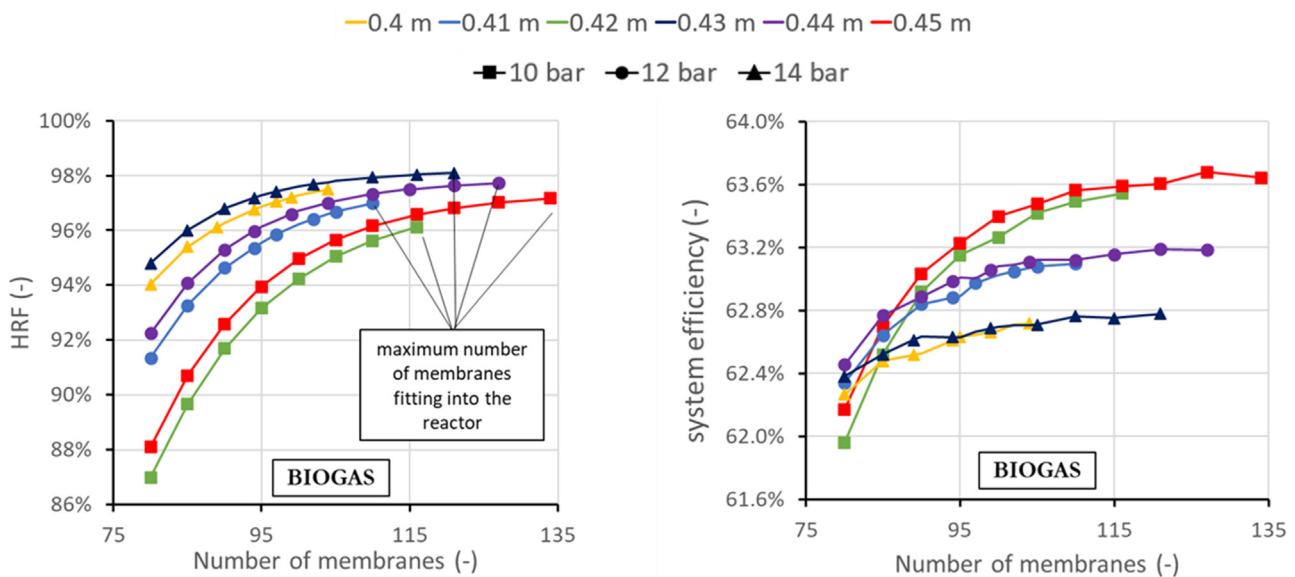 0.4 m 0.41 m 0.42 m 0.43 m 0.44 m 0.45 m
10 bar 12 bar 14 bar
100%
98%
96%
94%
92%
90%
88%
86%
HRF (-)
75 95 115 135
Number of membranes (-)
maximum number
of membranes
fitting into the
reactor
BIOGAS
64.0%
63.6%
63.2%
62.8%
62.4%
62.0%
61.6%
system efficiency (-)
75 95 115 135
Number of membranes (-)
BIOGAS